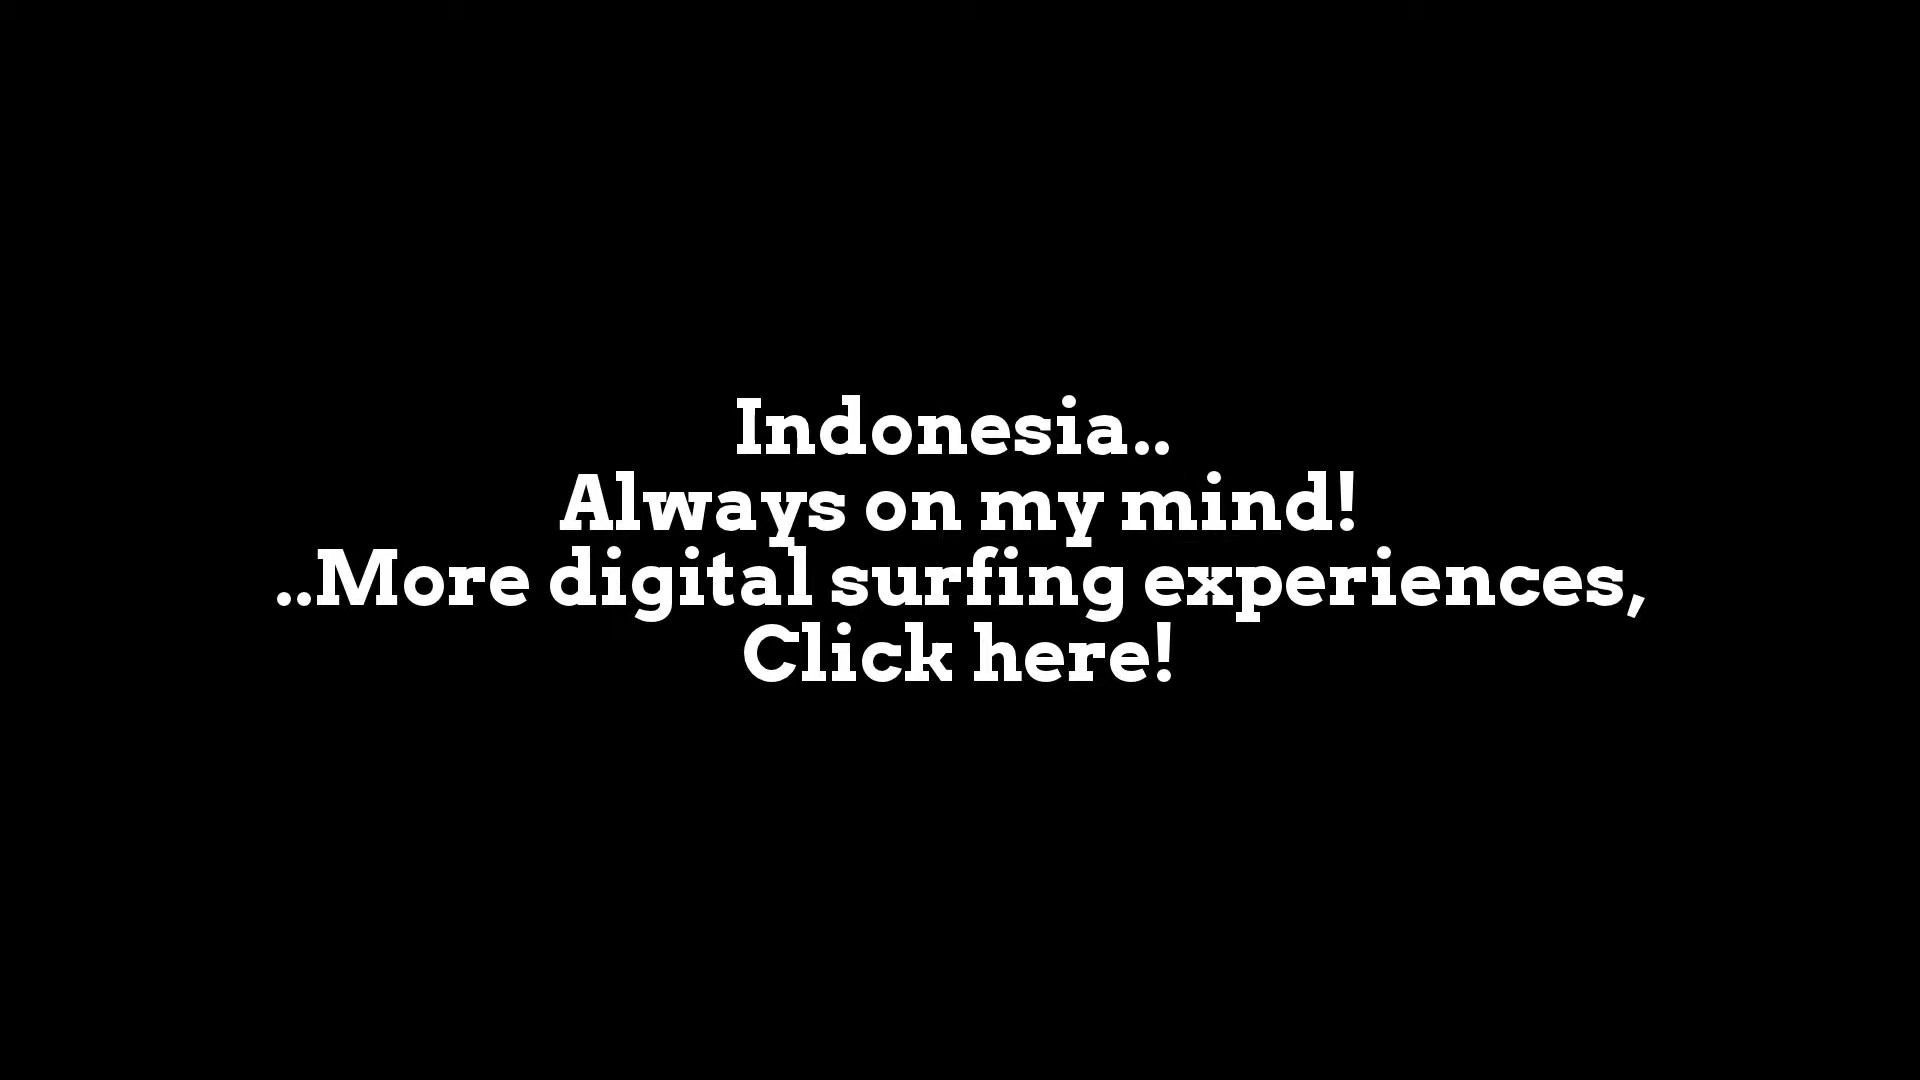 Indonesia..
Always on my mind!
..More digital surfing experiences,
Click here!